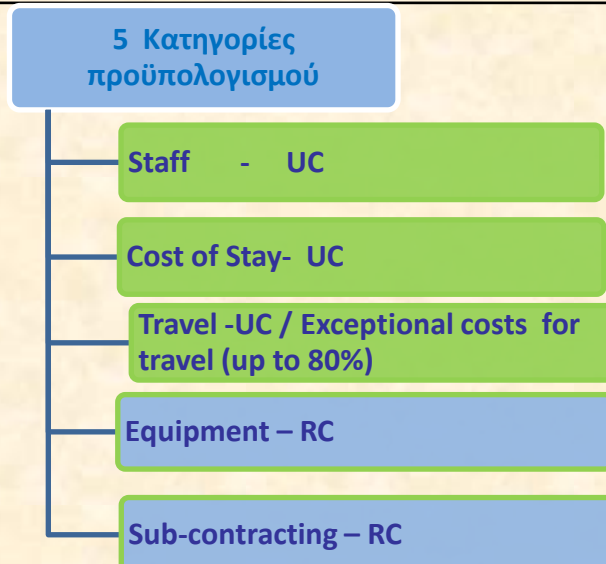 5 Κατηγορίες
προϋπολογισμού
Staff - UC
Cost of Stay- UC
Travel -UC / Exceptional costs for
travel (up to 80%)
Equipment – RC
Sub-contracting – RC